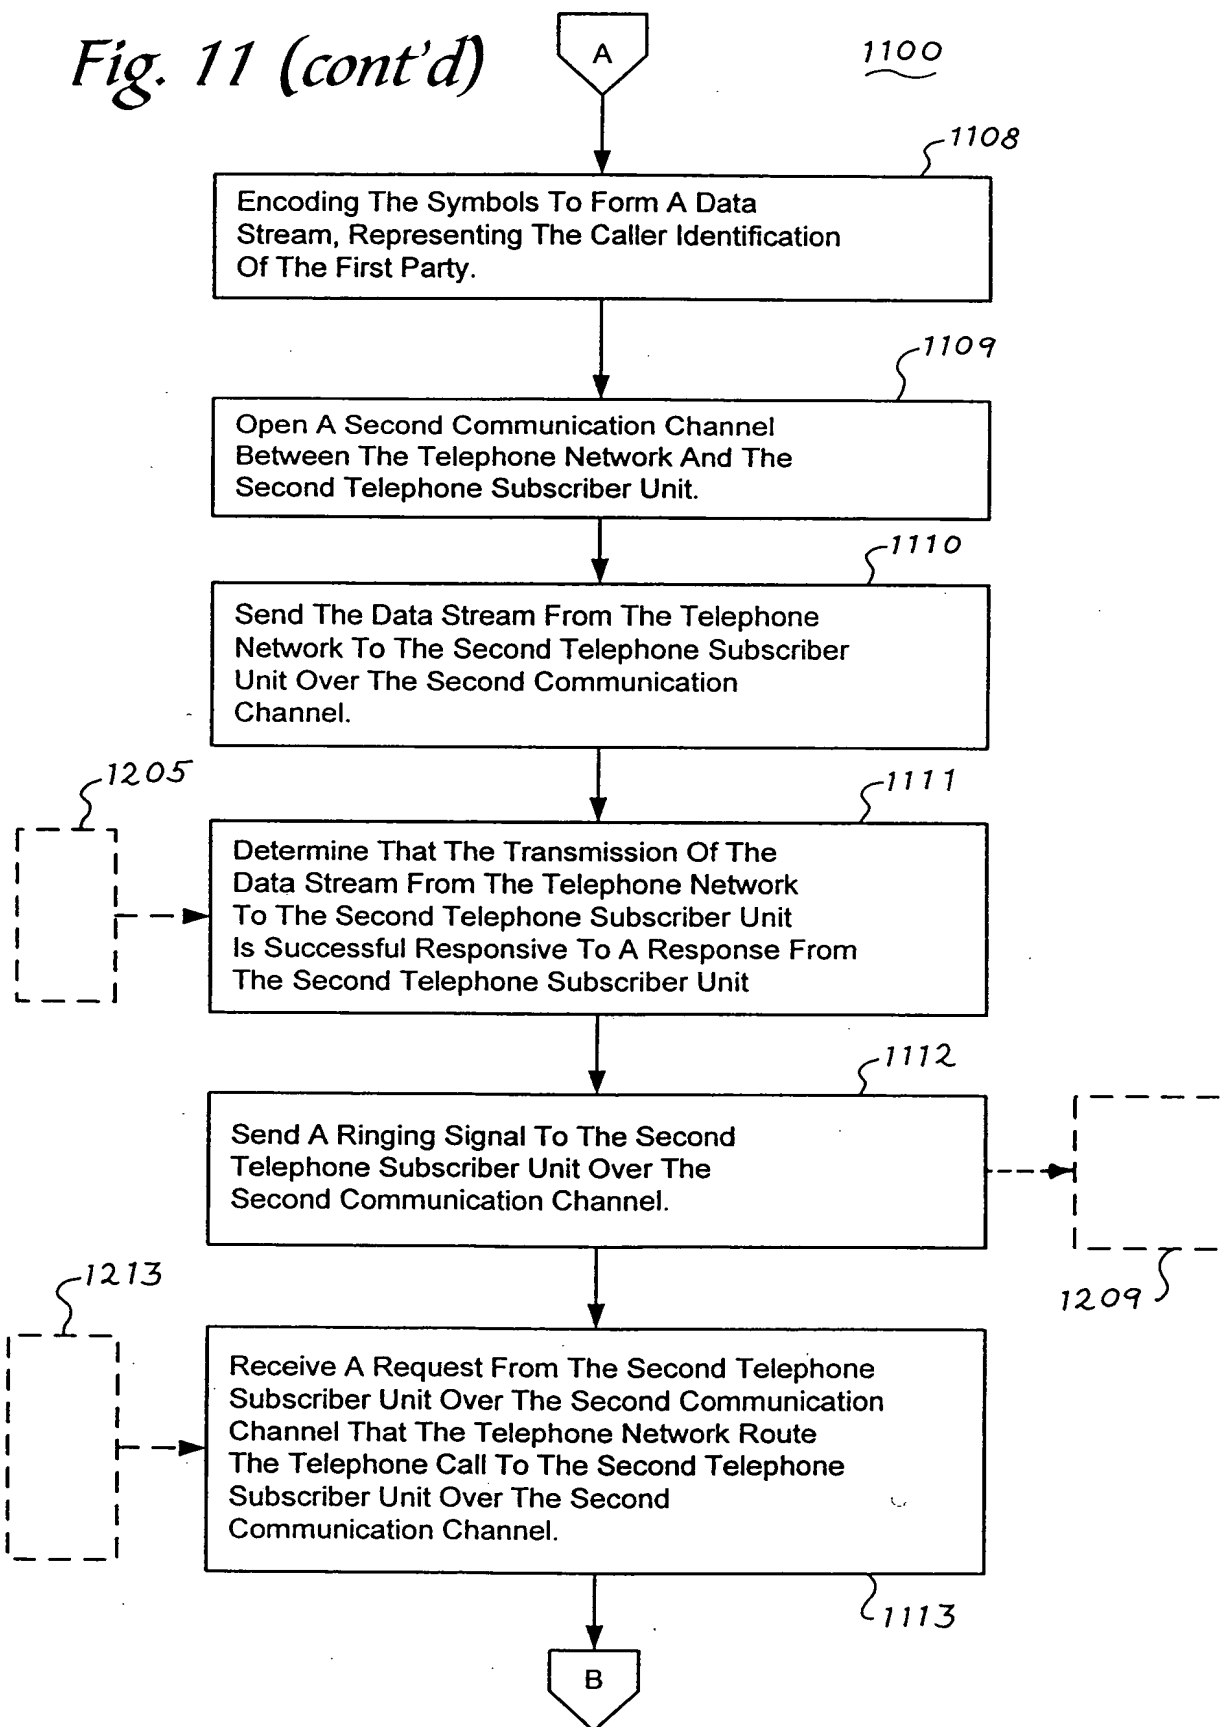 Fig. 11 (cont'd)
A
1100
1108
Encoding The Symbols To Form A Data
Stream, Representing The Caller Identification
Of The First Party.
1109
Open A Second Communication Channel
Between The Telephone Network And The
Second Telephone Subscriber Unit.
1110
Send The Data Stream From The Telephone
Network To The Second Telephone Subscriber
Unit Over The Second Communication
Channel.
1205
1111
Determine That The Transmission Of The
Data Stream From The Telephone Network
To The Second Telephone Subscriber Unit
Is Successful Responsive To A Response From
The Second Telephone Subscriber Unit
1112
Send A Ringing Signal To The Second
Telephone Subscriber Unit Over The
Second Communication Channel.
1209
1213
Receive A Request From The Second Telephone
Subscriber Unit Over The Second Communication
Channel That The Telephone Network Route
The Telephone Call To The Second Telephone
Subscriber Unit Over The Second
Communication Channel.
1113
B